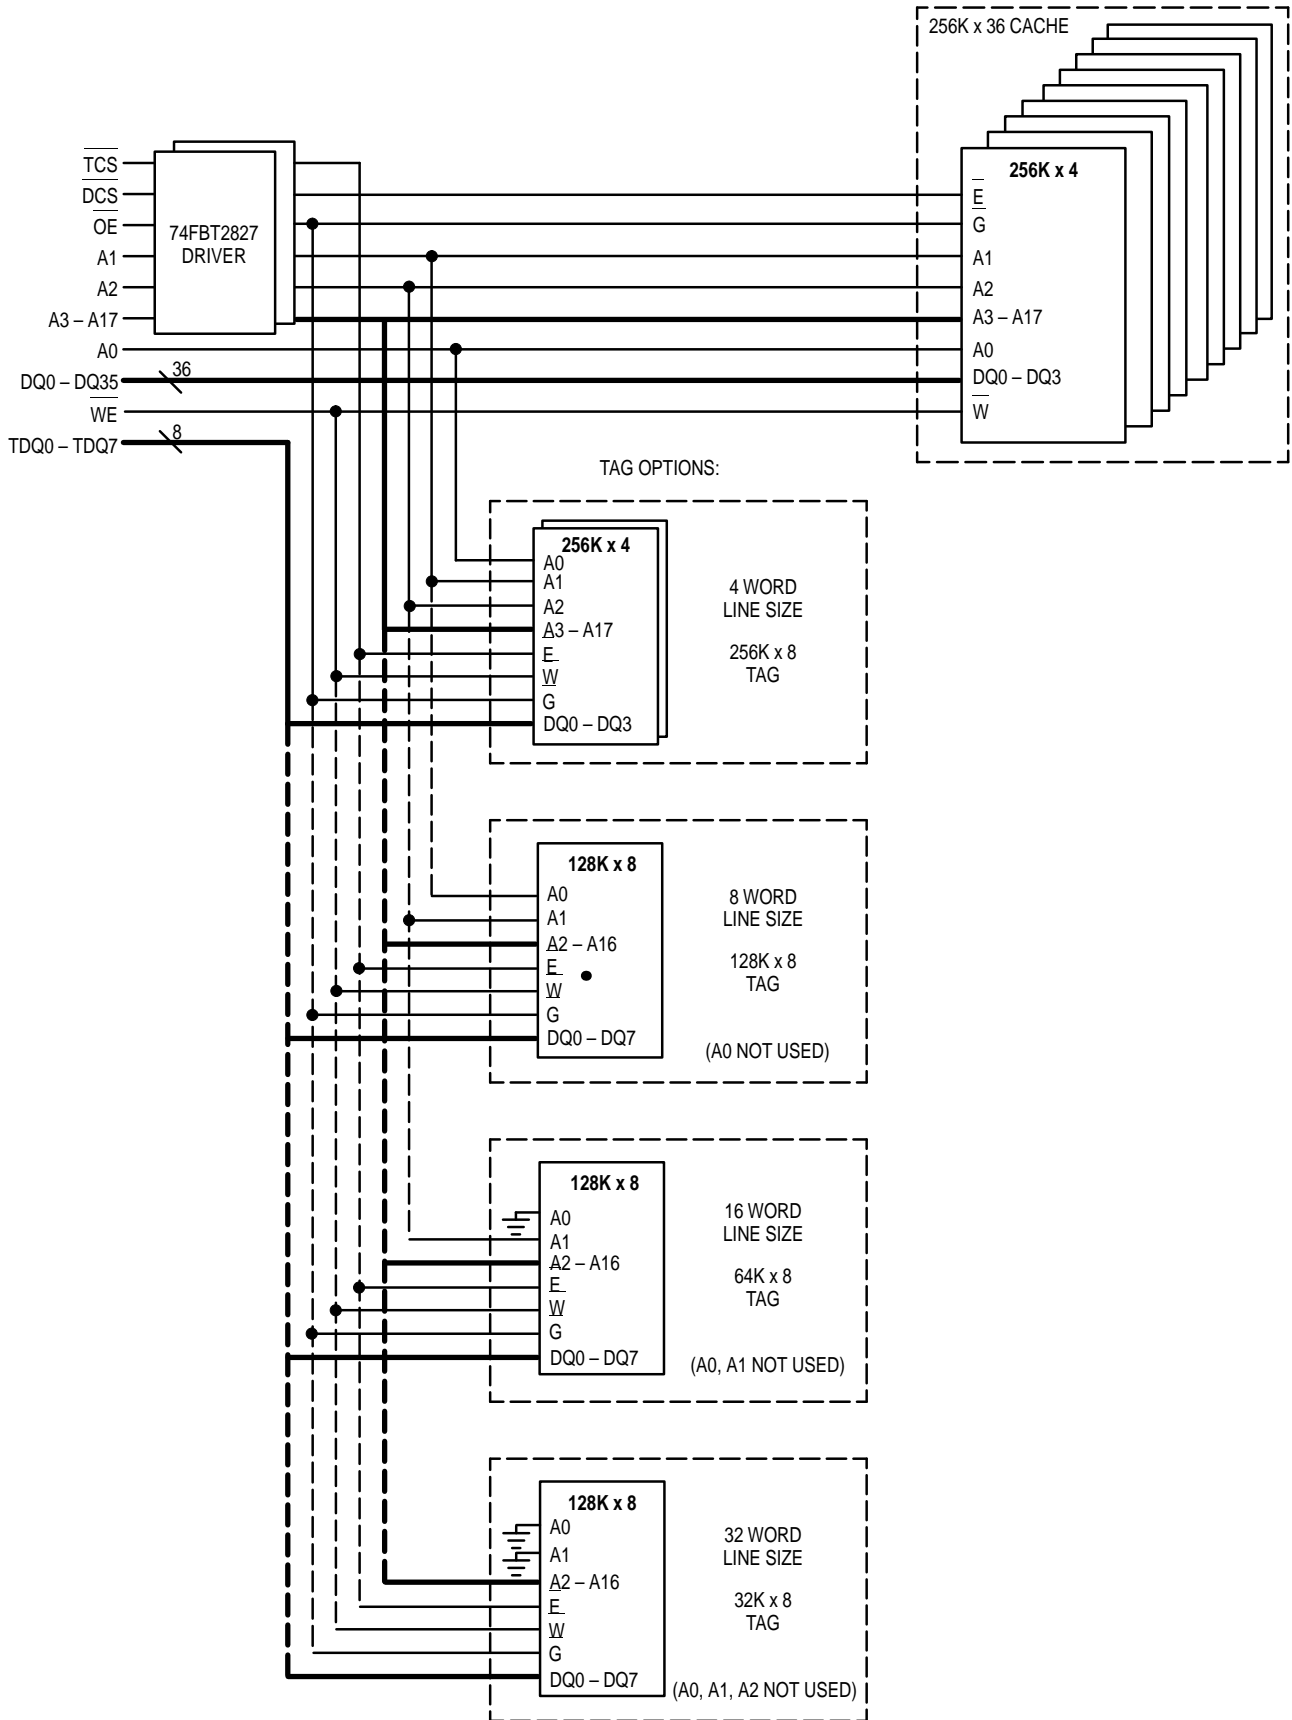 256K x 36 CACHE
256K x 4
E
G
A1
A2
A3 – A17
A0
DQ0 – DQ3
W
TCS
DCS
OE
A1
A2
A3 – A17
A0
DQ0 – DQ35
36
WE
TDQ0 – TDQ7
8
74FBT2827
DRIVER
TAG OPTIONS:
256K x 4
A0
A1
A2
A3 – A17
E
W
G
DQ0 – DQ3
4 WORD
LINE SIZE
256K x 8
TAG
128K x 8
A0
A1
A2 – A16
E
W
G
DQ0 – DQ7
8 WORD
LINE SIZE
128K x 8
TAG
(A0 NOT USED)
128K x 8
A0
A1
A2 – A16
E
W
G
DQ0 – DQ7
16 WORD
LINE SIZE
64K x 8
TAG
(A0, A1 NOT USED)
128K x 8
A0
A1
A2 – A16
E
W
G
DQ0 – DQ7
32 WORD
LINE SIZE
32K x 8
TAG
(A0, A1, A2 NOT USED)